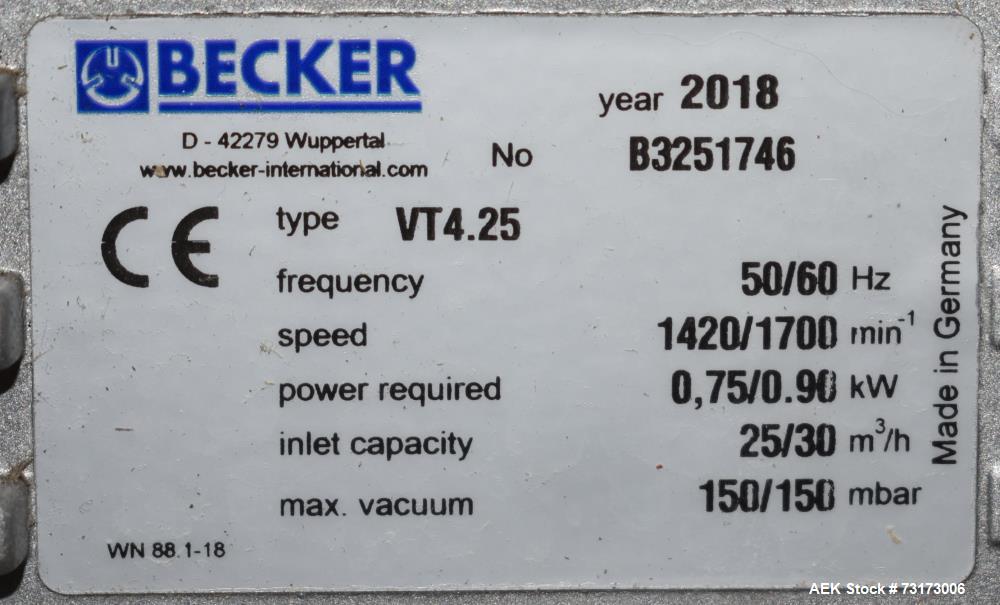 BECKER
year 2018
D - 42279 Wuppertal
www.becker-international.com
No B3251746
CE
type VT4.25
frequency 50/60 Hz
speed 1420/1700 min⁻¹
power required 0,75/0.90 kW
inlet capacity 25/30 m³/h
max. vacuum 150/150 mbar
Made in Germany
WN 88.1-18
AEK Stock # 73173006